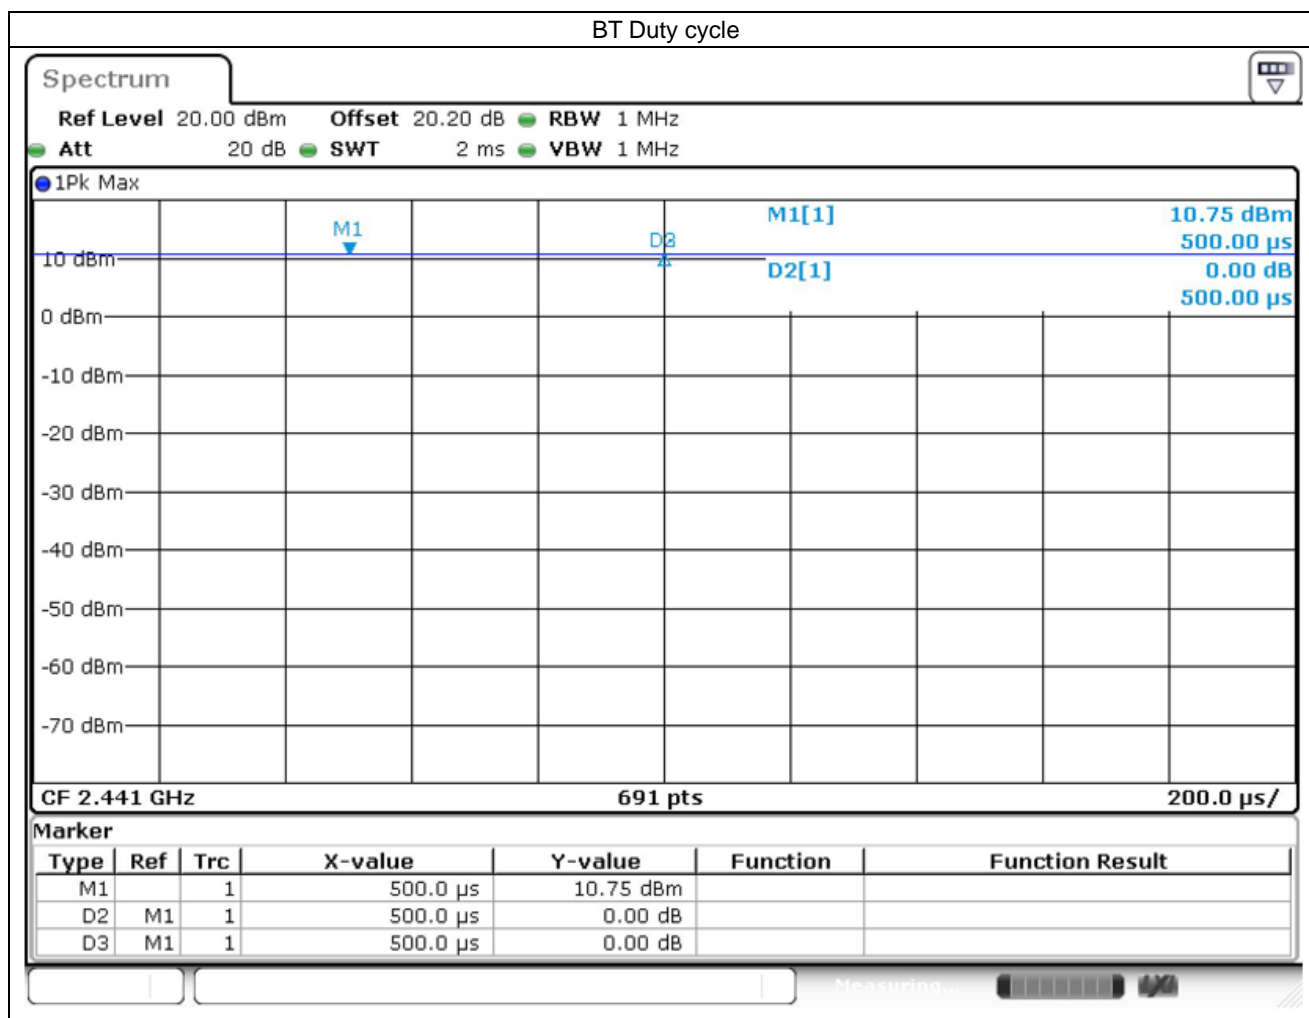 BT Duty cycle
Spectrum
Ref Level 20.00 dBm Offset 20.20 dB RBW 1 MHz
Att 20 dB SWT 2 ms VBW 1 MHz
1Pk Max
M1[1] 10.75 dBm
500.00 µs
D2[1] 0.00 dB
500.00 µs
M1
10 dBm
0 dBm
-10 dBm
-20 dBm
-30 dBm
-40 dBm
-50 dBm
-60 dBm
-70 dBm
CF 2.441 GHz 691 pts 200.0 µs/
Marker
Type Ref Trc X-value Y-value Function Function Result
M1 1 500.0 µs 10.75 dBm
D2 M1 1 500.0 µs 0.00 dB
D3 M1 1 500.0 µs 0.00 dB
Measuring...